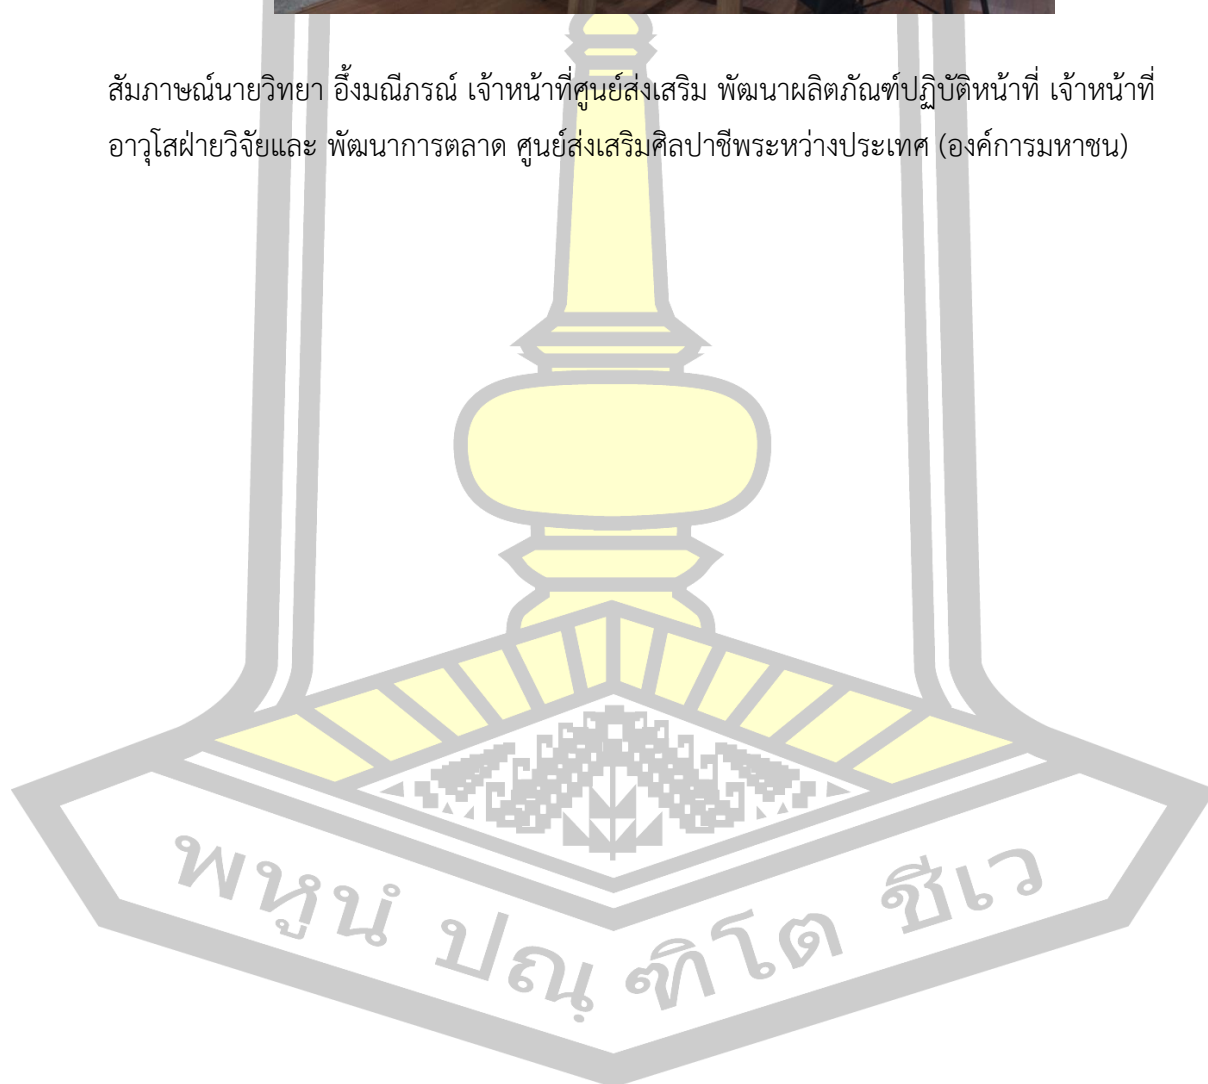 สัมภาษณ์นายวิทยา อึ้งมณีภรณ์ เจ้าหน้าที่ศูนย์ส่งเสริม พัฒนาผลิตภัณฑ์ปฏิบัติหน้าที่ เจ้าหน้าที่
อาวุโสฝ่ายวิจัยและ พัฒนาการตลาด ศูนย์ส่งเสริมศิลปาชีพระหว่างประเทศ (องค์การมหาชน)
พหูนํ ปณฺฑิโต ชีเว